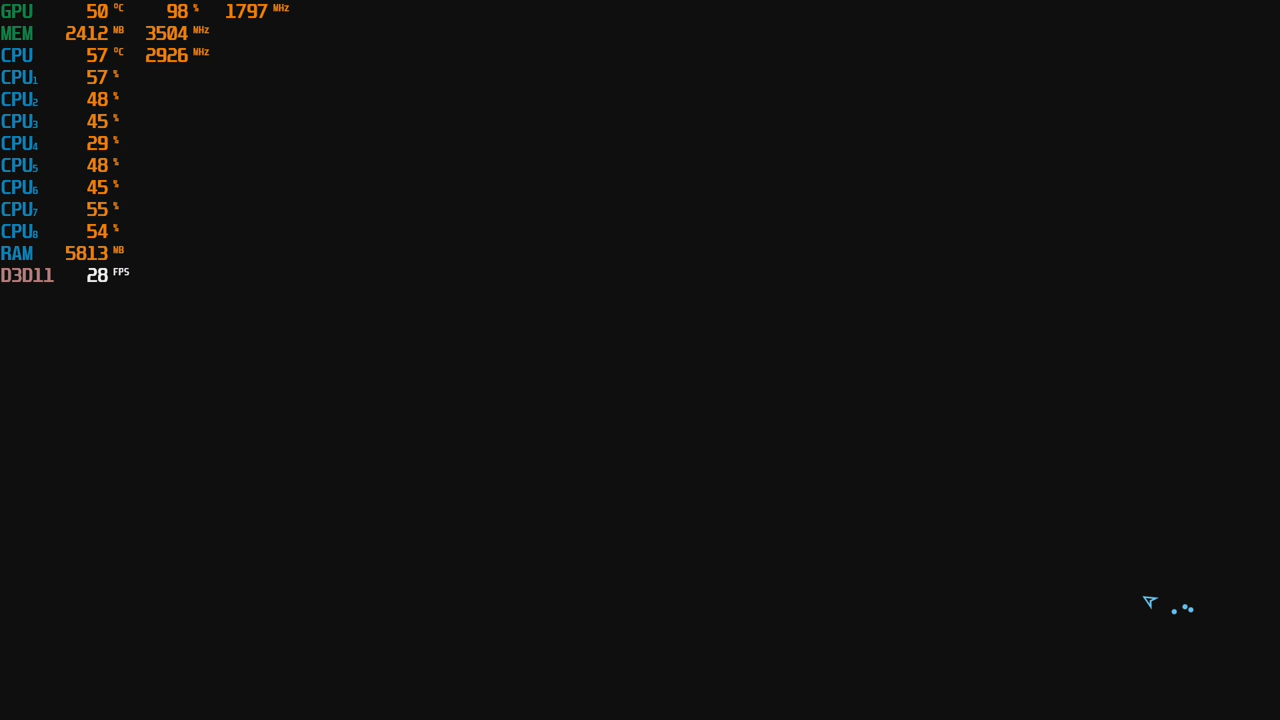 GPU 50 °C 98 % 1797 MHz
MEM 2412 MB 3504 MHz
CPU 57 °C 2926 MHz
CPU1 57 %
CPU2 48 %
CPU3 45 %
CPU4 29 %
CPU5 48 %
CPU6 45 %
CPU7 55 %
CPU8 54 %
RAM 5813 MB
D3D11 28 FPS